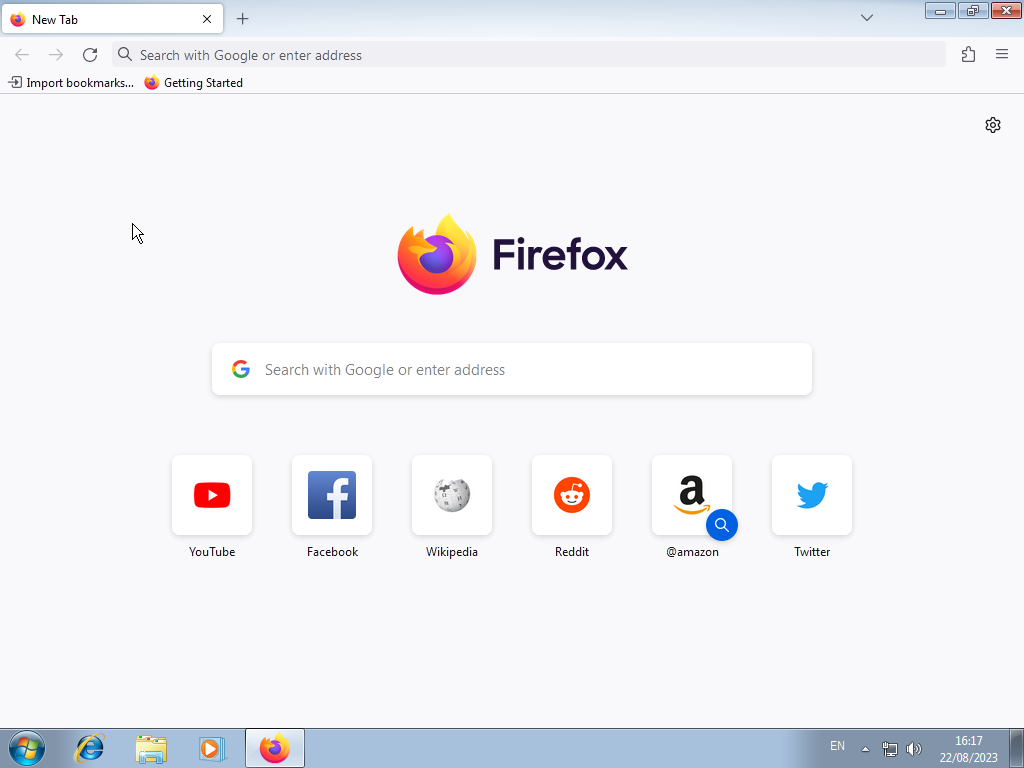 New Tab
Search with Google or enter address
Import bookmarks...
Getting Started
Firefox
Search with Google or enter address
YouTube
Facebook
Wikipedia
Reddit
@amazon
Twitter
EN
16:17
22/08/2023